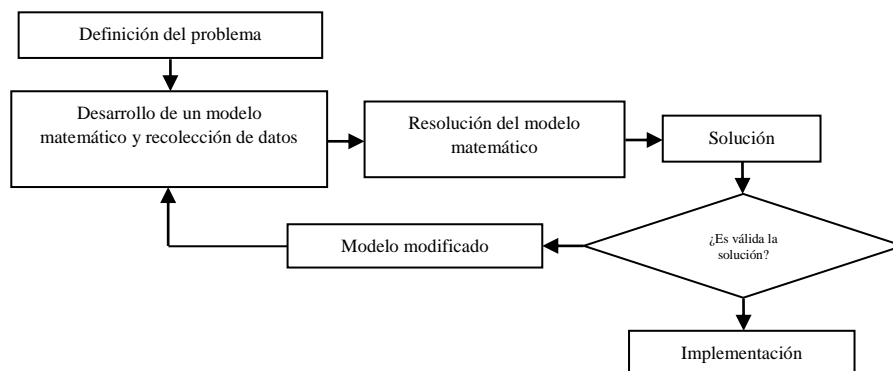 Definición del problema
Desarrollo de un modelo
matemático y recolección de datos
Resolución del modelo
matemático
Solución
¿Es válida la
solución?
Modelo modificado
Implementación